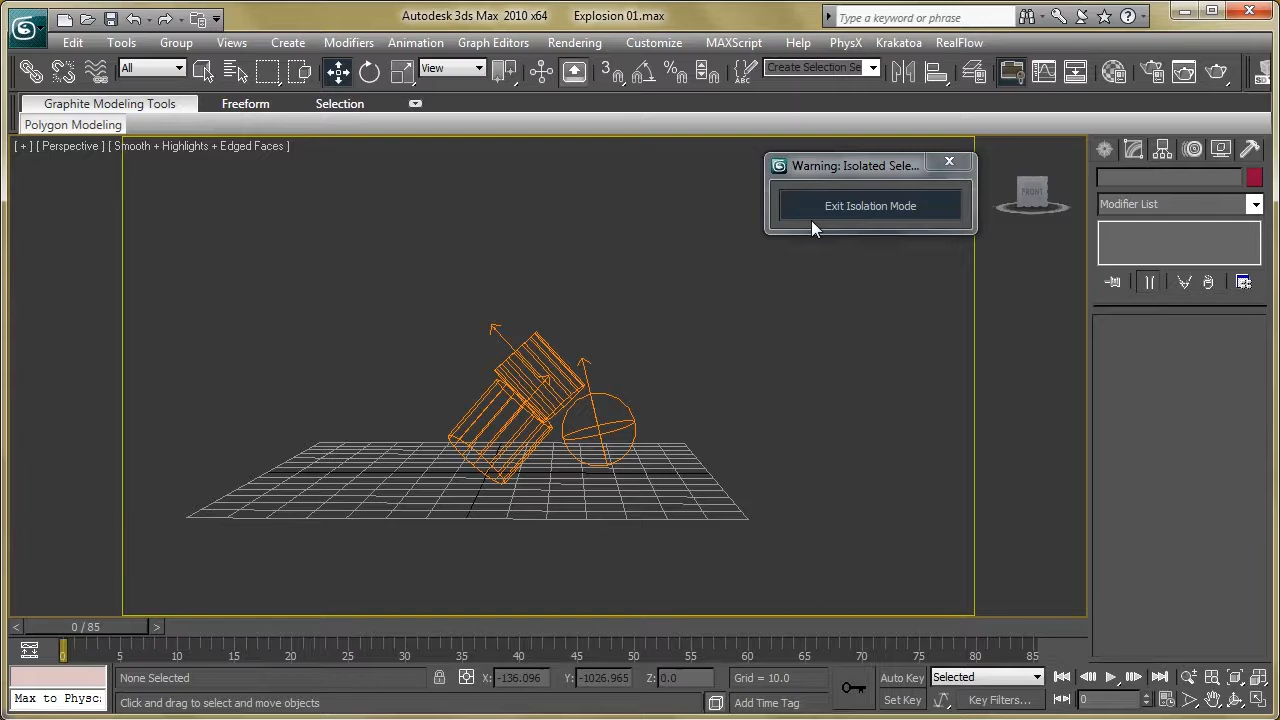 Autodesk 3ds Max 2010 x64 Explosion 01.max
Type a keyword or phrase
Edit Tools Group Views Create Modifiers Animation Graph Editors Rendering Customize MAXScript Help PhysX Krakatoa RealFlow
All View Create Selection Se
Graphite Modeling Tools Freeform Selection
Polygon Modeling
[ + ] [ Perspective ] [ Smooth + Highlights + Edged Faces ]
Warning: Isolated Sele...
Exit Isolation Mode
FRONT
Modifier List
< 0 / 85 >
0 5 10 15 20 25 30 35 40 45 50 55 60 65 70 75 80 85
None Selected X: -136.096 Y: -1026.965 Z: 0.0 Grid = 10.0 Auto Key Selected
Max to Physc
Click and drag to select and move objects Add Time Tag Set Key Key Filters... 0